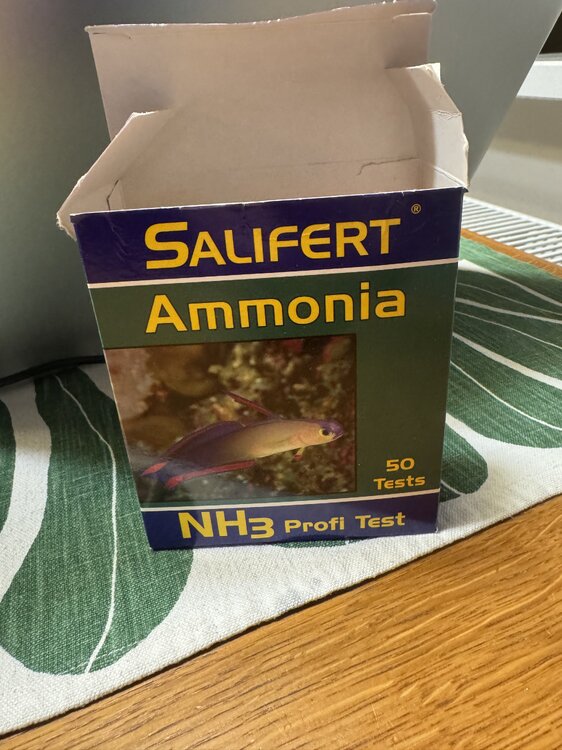 SALIFERT ®
Ammonia
50
Tests
NH3 Profi Test